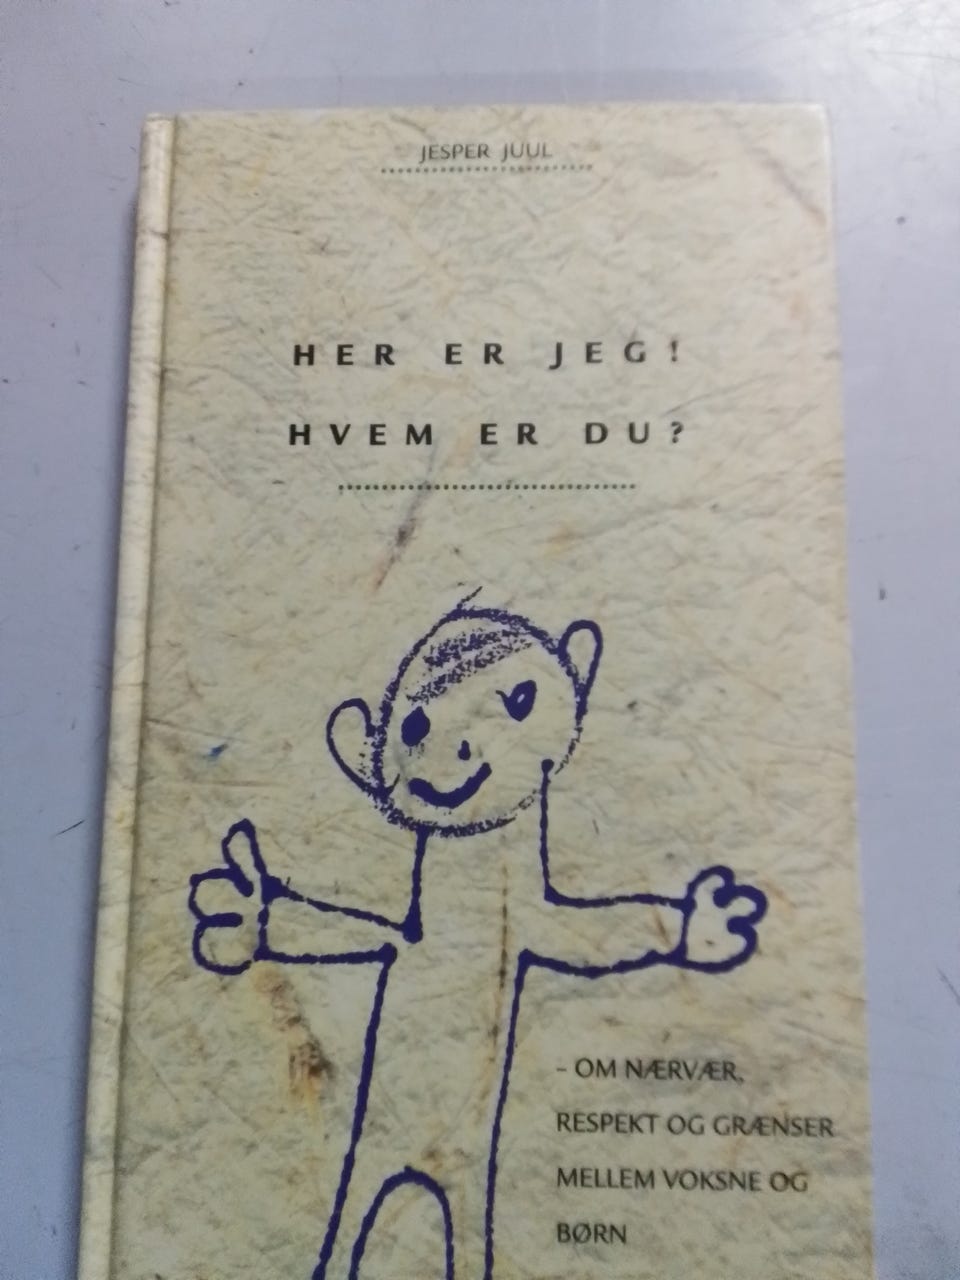 JESPER JUUL
HER ER JEG!
HVEM ER DU?
– OM NÆRVÆR,
RESPEKT OG GRÆNSER
MELLEM VOKSNE OG
BØRN